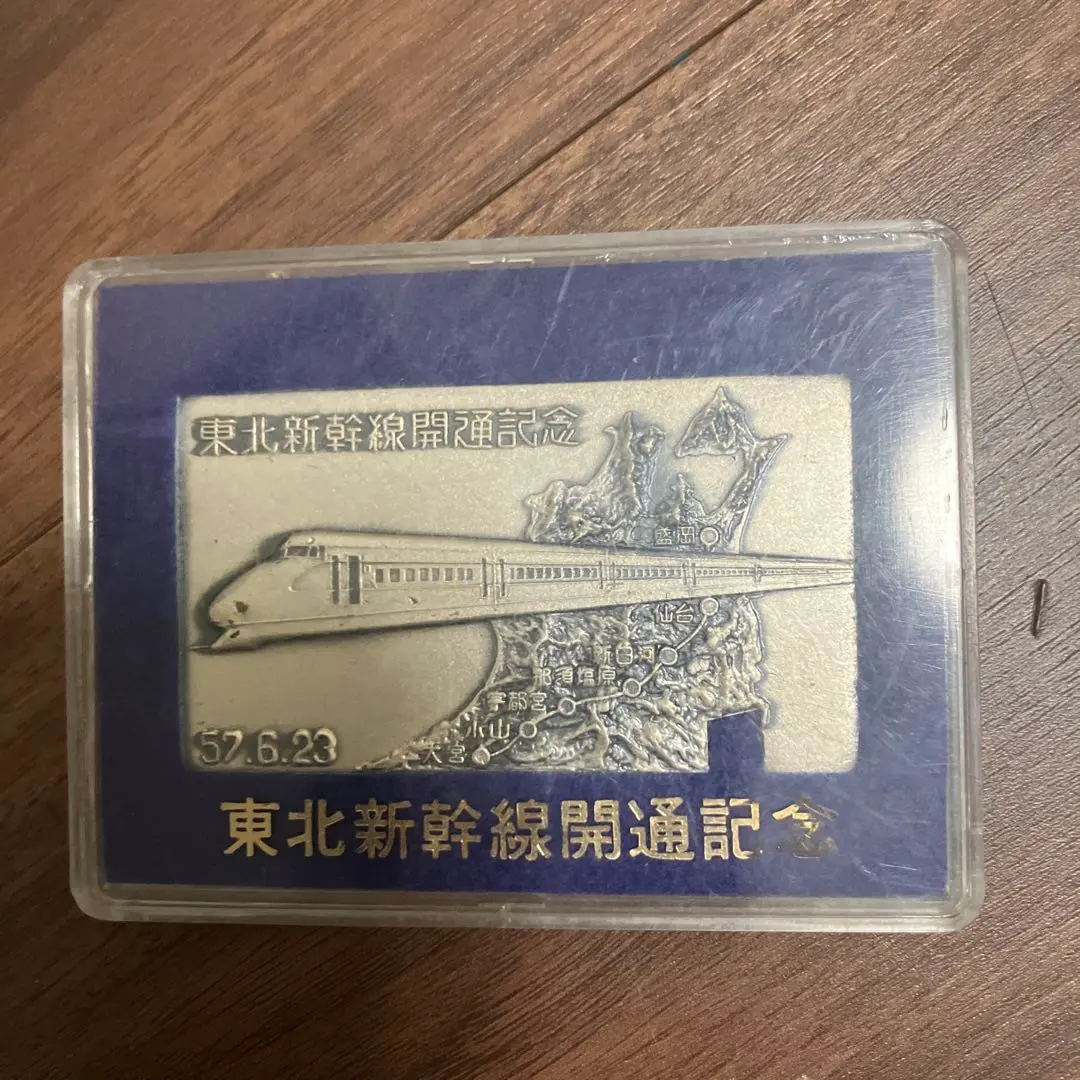 東北新幹線開通記念
盛岡
仙台
新白河
那須塩原
宇都宮
小山
大宮
57.6.23
東北新幹線開通記念